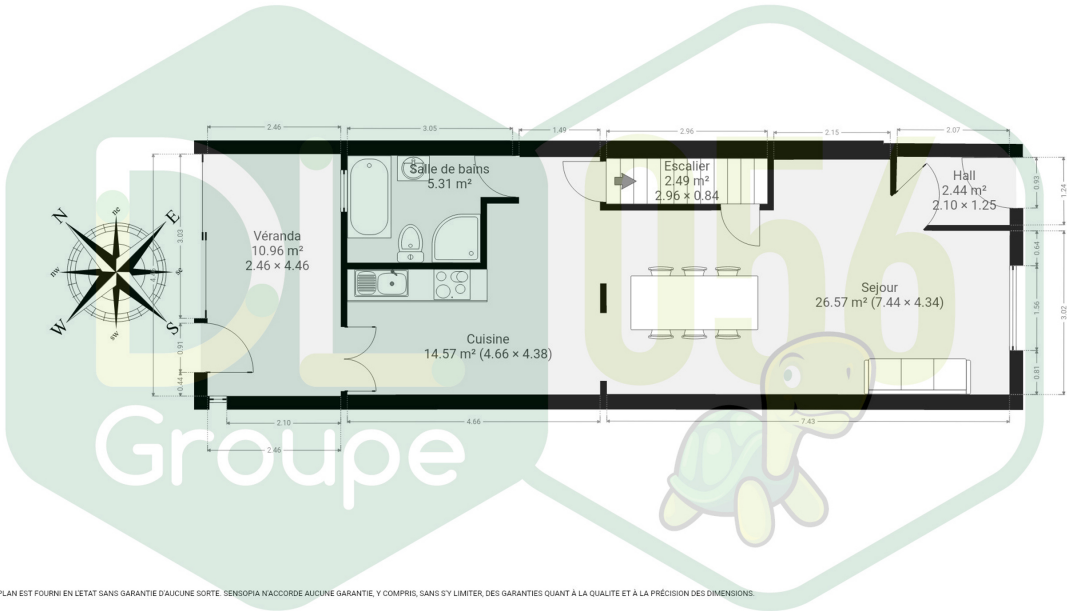 2.46
3.05
1.49
2.96
2.15
2.07
Salle de bains
5.31 m²
Escalier
2.49 m²
2.96 × 0.84
Hall
2.44 m²
2.10 × 1.25
0.93
1.24
N
ne
E
nw
se
W
sw
S
3.03
Véranda
10.96 m²
2.46 × 4.46
0.64
Sejour
26.57 m² (7.44 × 4.34)
1.56
3.02
0.91
Cuisine
14.57 m² (4.66 × 4.38)
0.44
0.81
2.10
4.66
7.43
2.46
DL
056
Groupe
PLAN EST FOURNI EN L'ETAT SANS GARANTIE D'AUCUNE SORTE. SENSOPIA N'ACCORDE AUCUNE GARANTIE, Y COMPRIS, SANS S'Y LIMITER, DES GARANTIES QUANT À LA QUALITE ET À LA PRÉCISION DES DIMENSIONS.